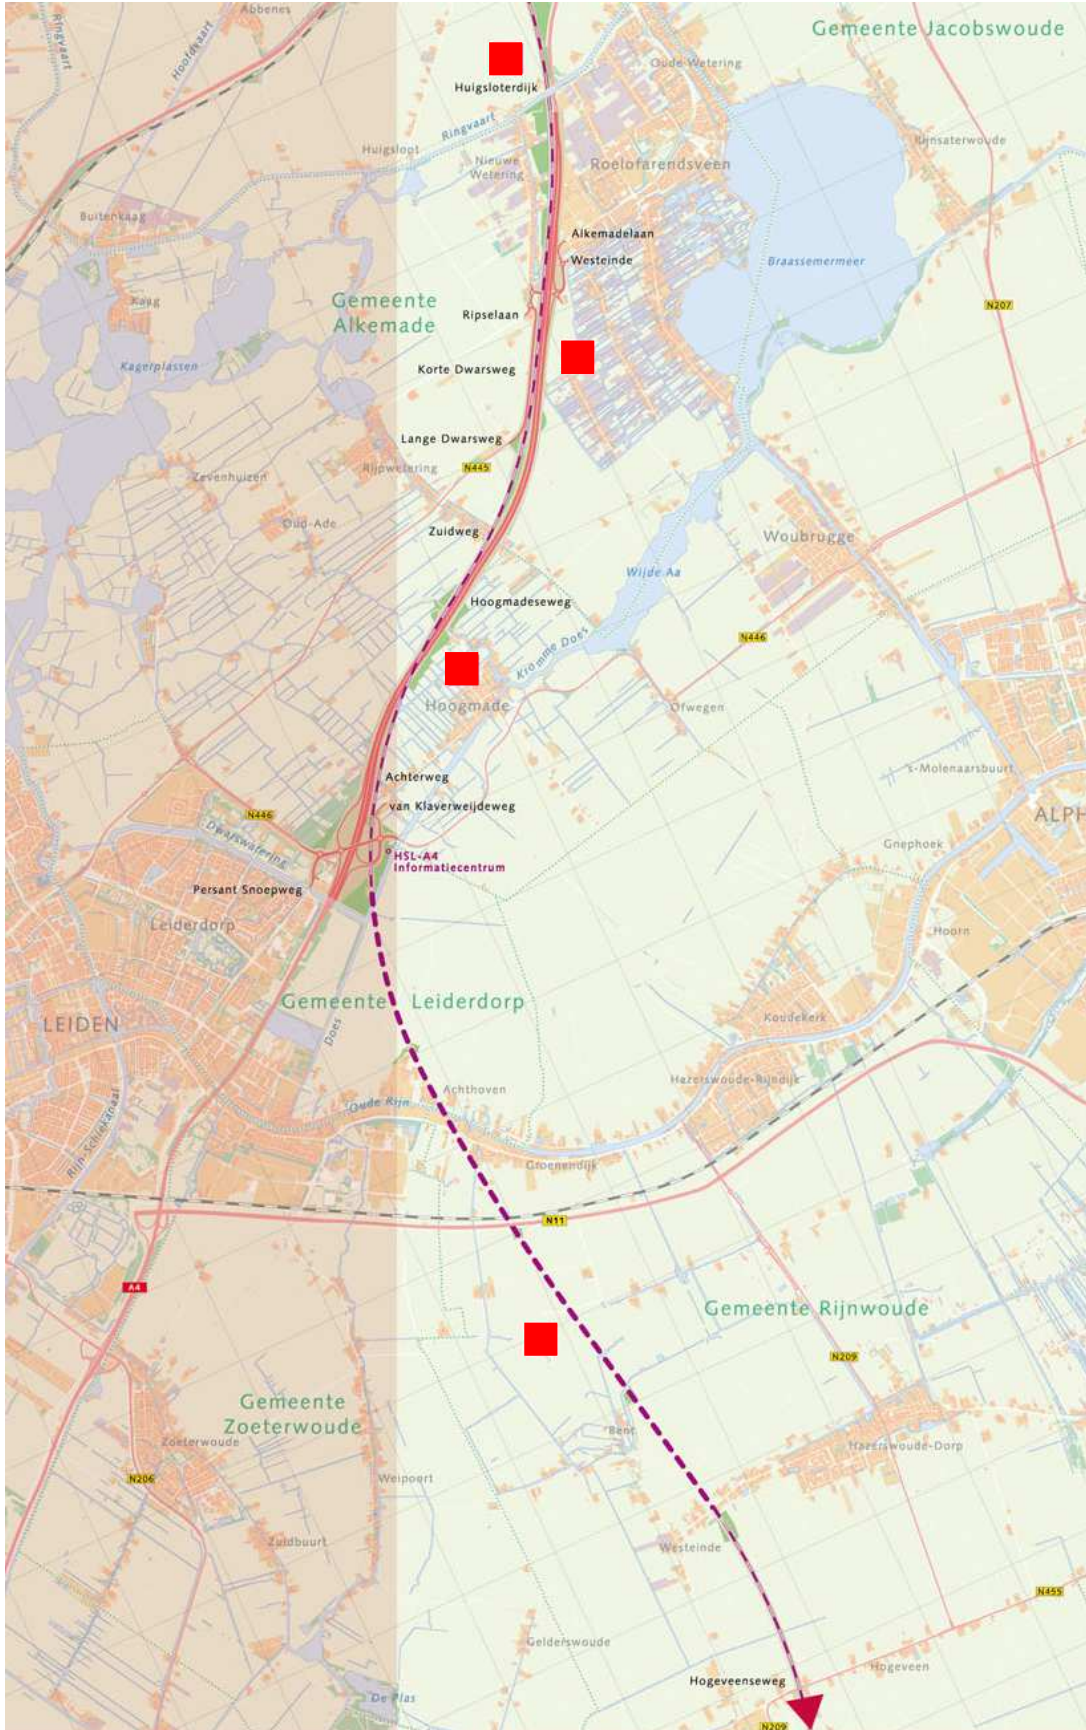 Abbenes
Ringvaart
Hoofdvaart
Gemeente Jacobswoude
Oude Wetering
Huigsloterdijk
Ringvaart
Huigsloot
Nieuwe
Wetering
Roelofarendsveen
Rijnsaterwoude
Buitenkaag
Alkemadelaan
Westeinde
Braassemermeer
Kaag
Gemeente
Alkemade
Ripselaan
N207
Kagerplassen
Korte Dwarsweg
Lange Dwarsweg
Rijpwetering
N445
Zevenhuizen
Oud-Ade
Zuidweg
Woubrugge
Wijde Aa
Hoogmadeseweg
N446
Kromme Does
Hoogmade
Ofwegen
Achterweg
's-Molenaarsbuurt
van Klaverweijdeweg
N446
ALPH
Dwarswatering
Gnephoek
HSL-A4
Informatiecentrum
Persant Snoepweg
Leiderdorp
Hoorn
Gemeente Leiderdorp
LEIDEN
Does
Koudekerk
Hazerswoude-Rijndijk
Achthoven
Oude Rijn
Rijn-Schiekanaal
Groenendijk
N11
A4
Gemeente Rijnwoude
N209
Gemeente
Zoeterwoude
Bent
Zoeterwoude
Hazerswoude-Dorp
N206
Weipoort
Zuidbuurt
Westeinde
N455
Gelderswoude
Hogeveen
Hogeveenseweg
De Plas
N209